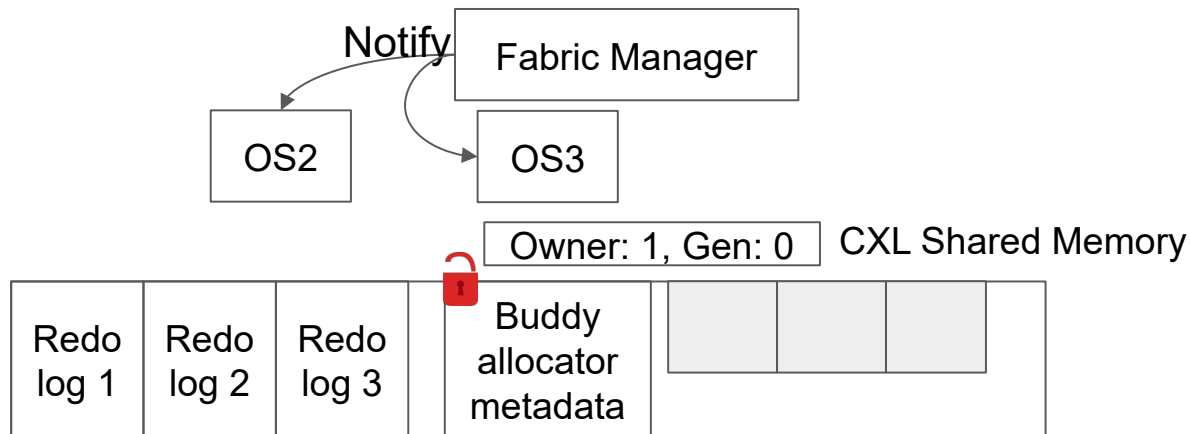 Notify
Fabric Manager
OS2
OS3
Owner: 1, Gen: 0
CXL Shared Memory
Redo
log 1
Redo
log 2
Redo
log 3
Buddy
allocator
metadata